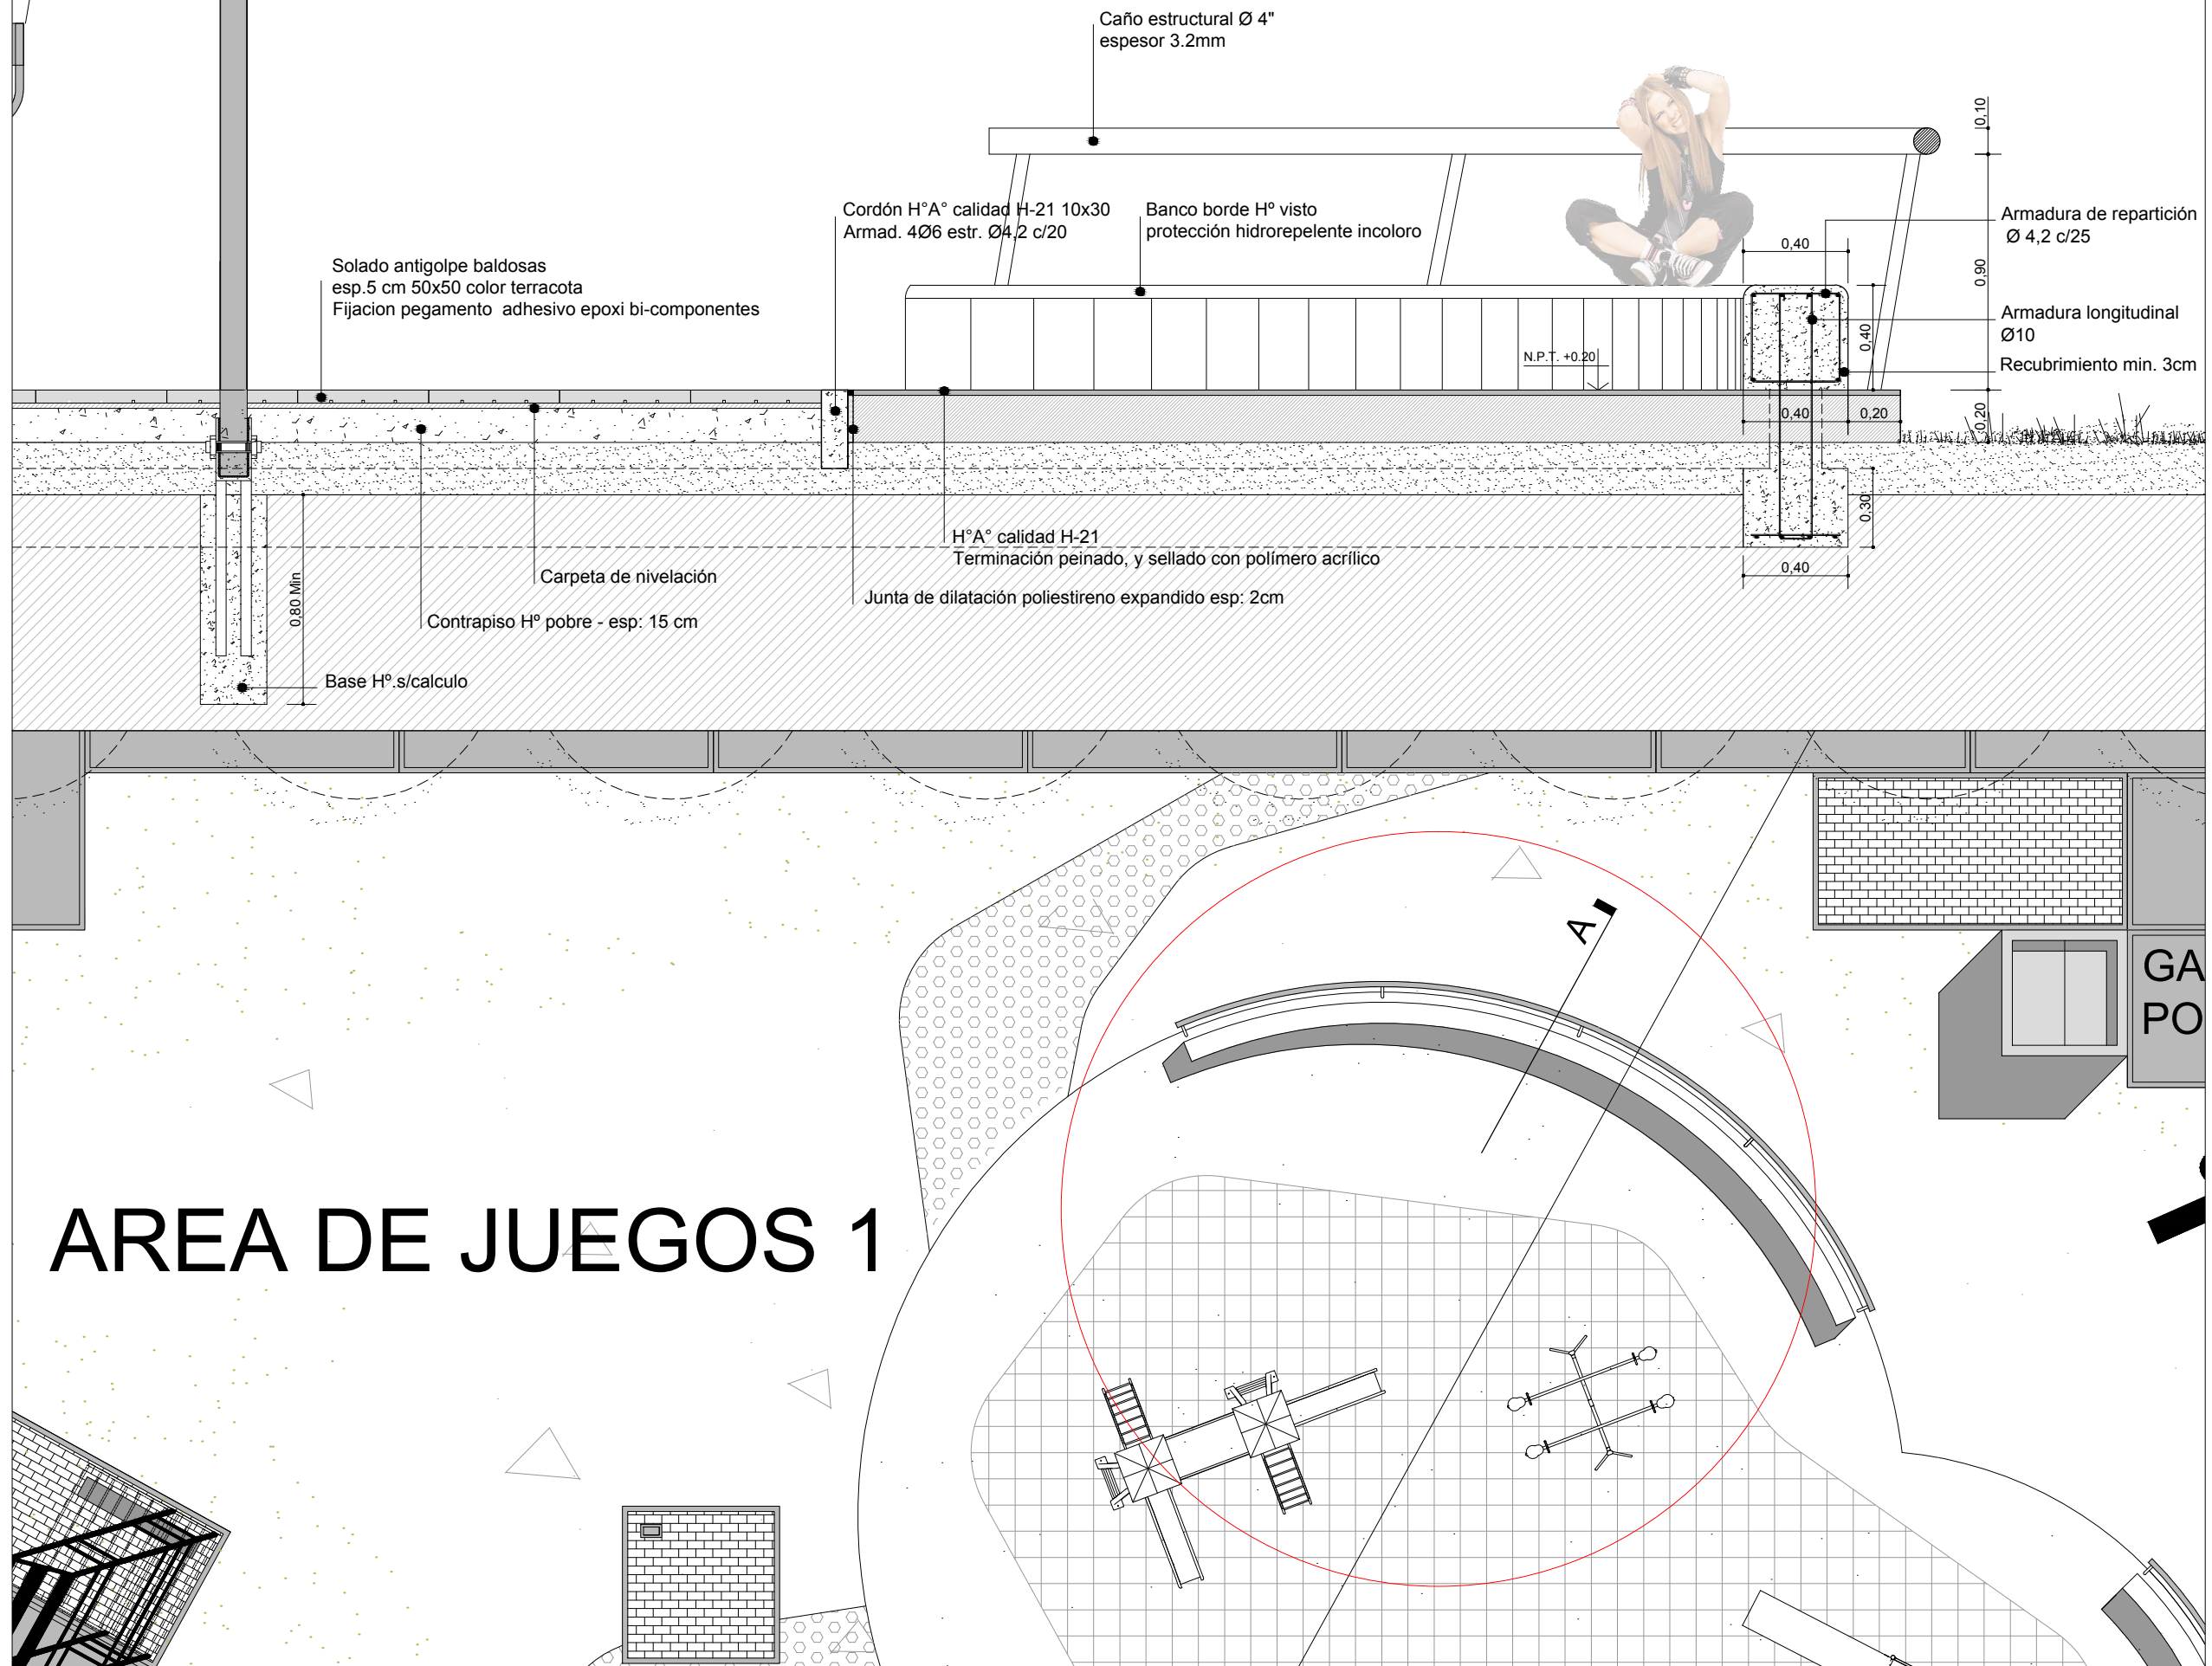 Caño estructural Ø 4"
espesor 3.2mm
0,10
Cordón HºAº calidad H-21 10x30
Armad. 4Ø6 estr. Ø4,2 c/20
Banco borde Hº visto
protección hidrorepelente incoloro
Armadura de repartición
Ø 4,2 c/25
0,40
0,90
Solado antigolpe baldosas
esp.5 cm 50x50 color terracota
Fijacion pegamento adhesivo epoxi bi-componentes
Armadura longitudinal
Ø10
0,40
N.P.T. +0.20
Recubrimiento min. 3cm
0,40
0,20
0,20
0,30
H°A° calidad H-21
Terminación peinado, y sellado con polímero acrílico
0,40
Carpeta de nivelación
0,80 Min
Junta de dilatación poliestireno expandido esp: 2cm
Contrapiso Hº pobre - esp: 15 cm
Base Hº.s/calculo
A
GA
PO
AREA DE JUEGOS 1